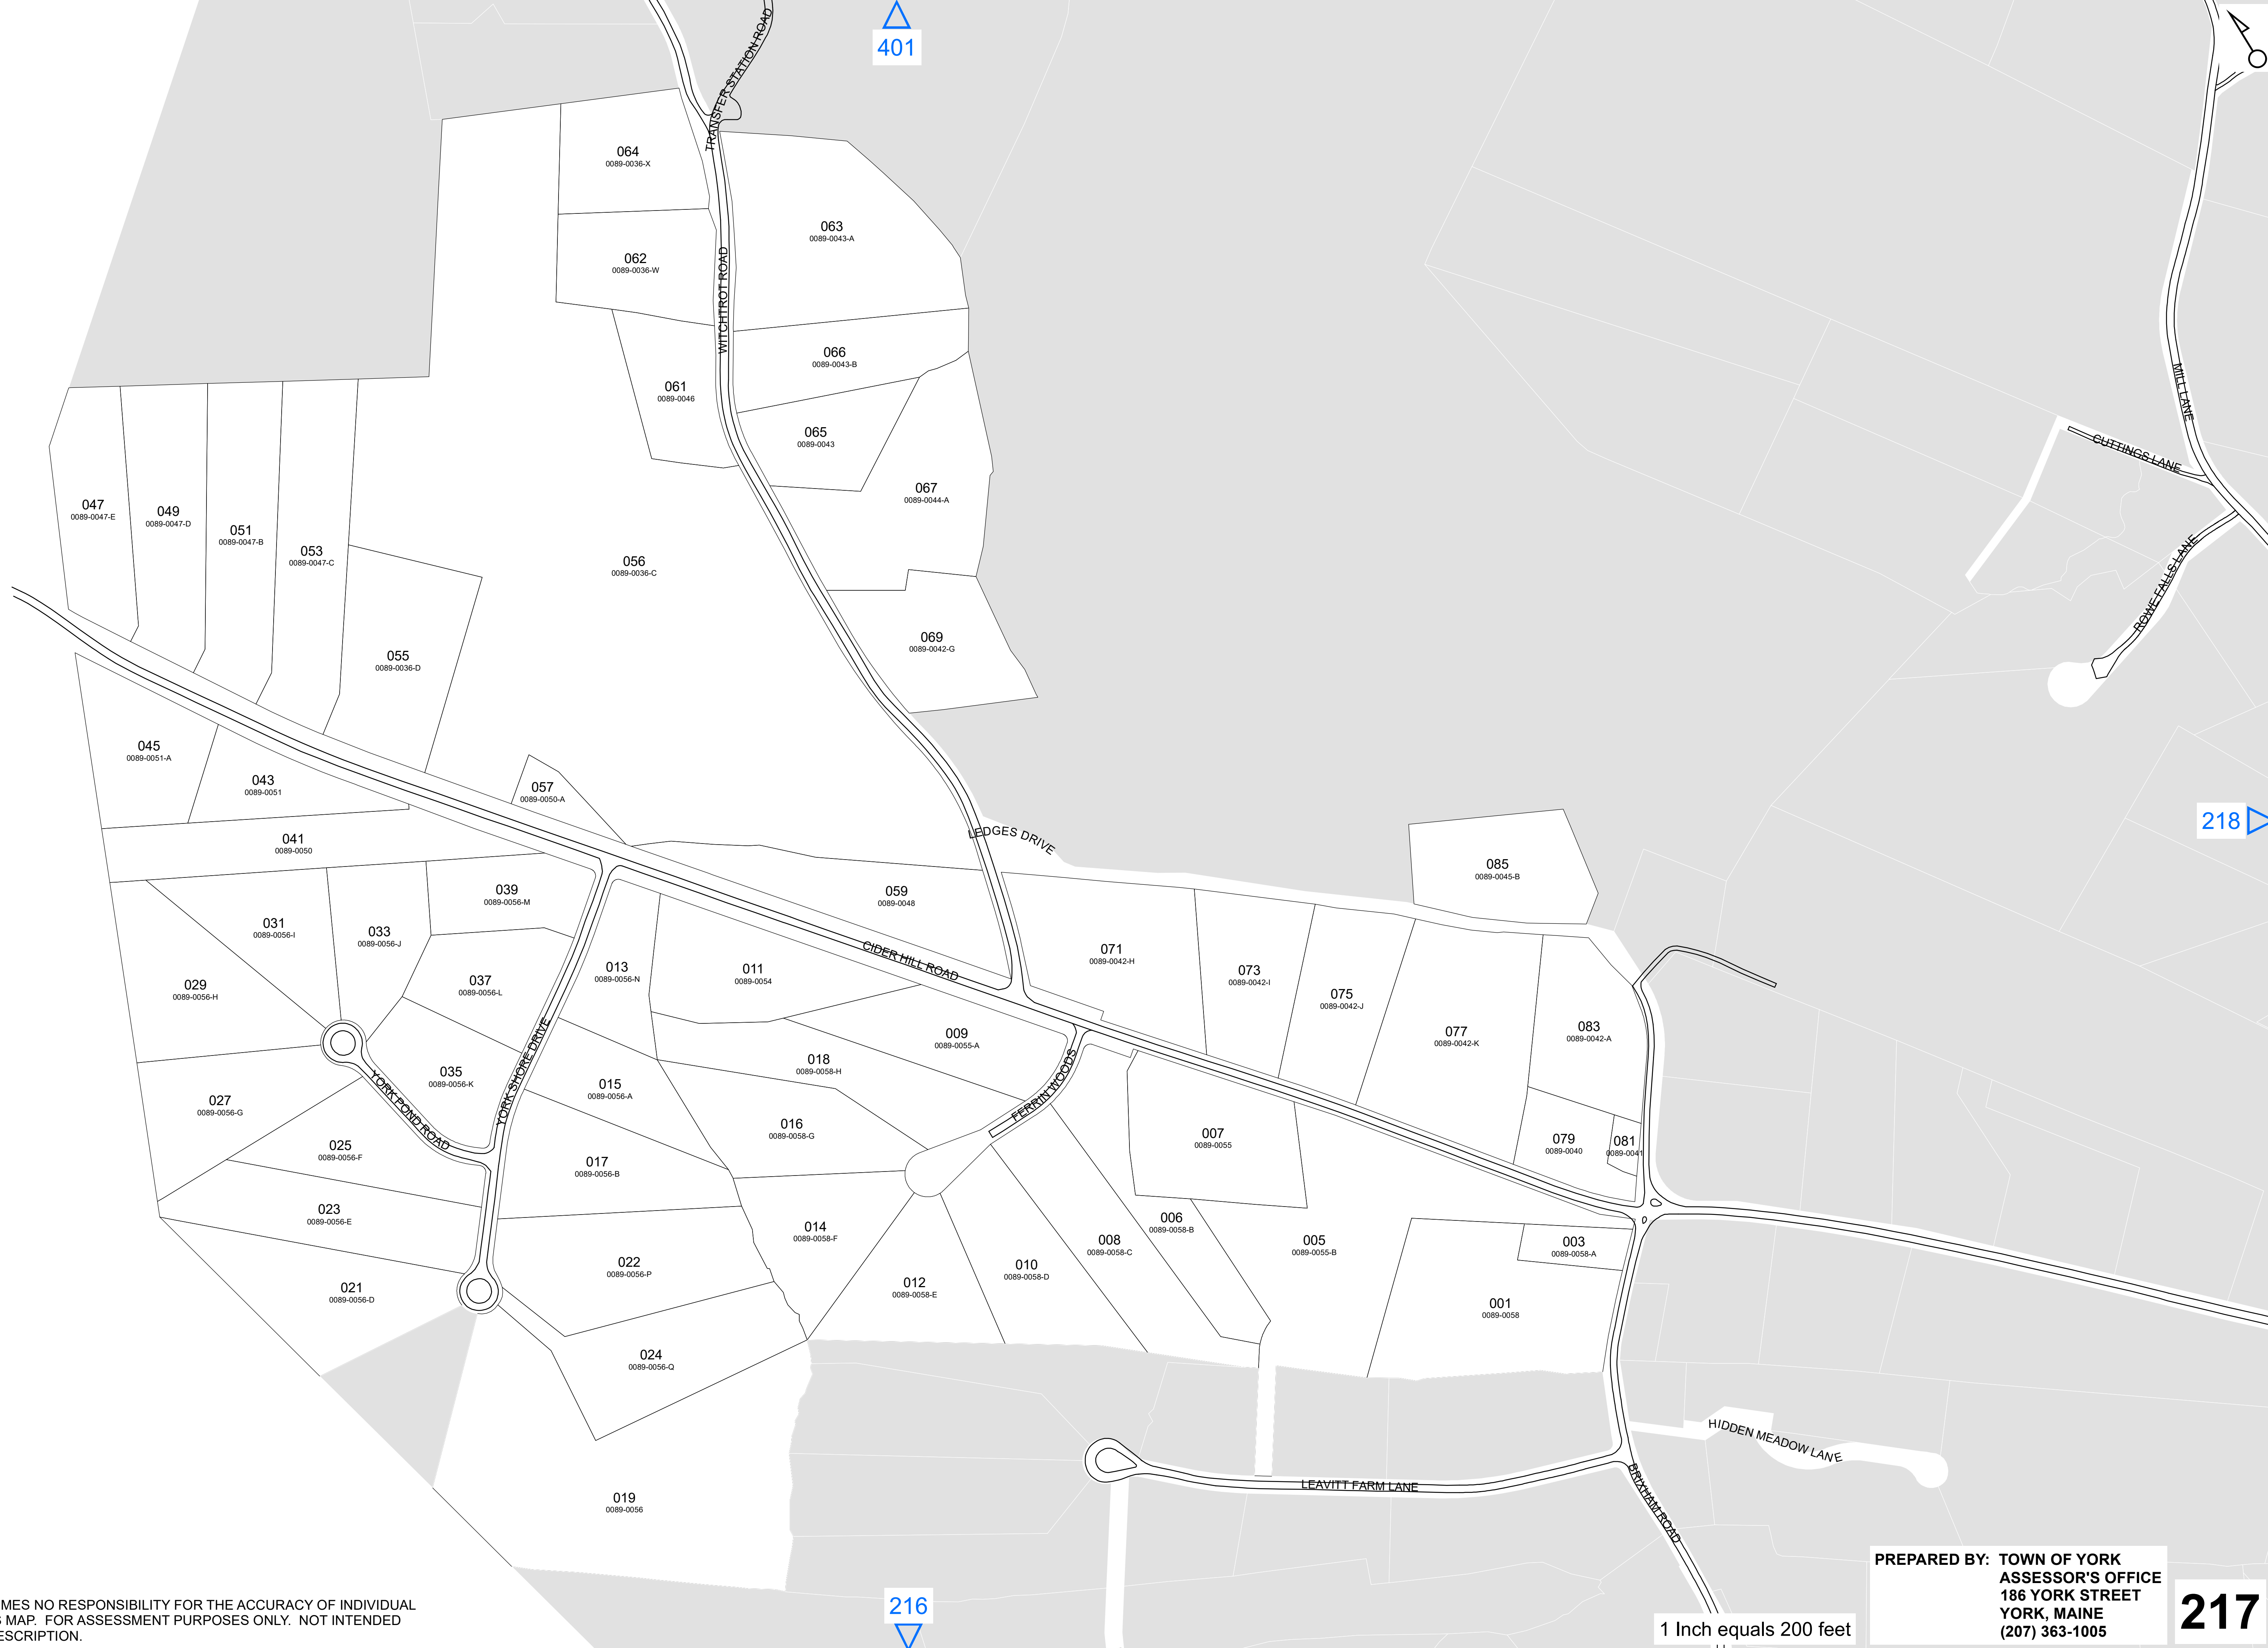 401
TRANSFER STATION ROAD
064
0089-0036-X
063
0089-0043-A
062
0089-0036-W
WITCHTROT ROAD
066
0089-0043-B
061
0089-0046
065
0089-0043
MILL LANE
CUTTINGS LANE
067
0089-0044-A
047
0089-0047-E
049
0089-0047-D
051
0089-0047-B
053
0089-0047-C
056
0089-0036-C
ROWE FALLS LANE
069
0089-0042-G
055
0089-0036-D
045
0089-0051-A
043
0089-0051
057
0089-0050-A
218
041
0089-0050
LEDGES DRIVE
085
0089-0045-B
039
0089-0056-M
059
0089-0048
031
0089-0056-I
033
0089-0056-J
CIDER HILL ROAD
071
0089-0042-H
013
0089-0056-N
011
0089-0054
073
0089-0042-I
037
0089-0056-L
029
0089-0056-H
075
0089-0042-J
009
0089-0055-A
077
0089-0042-K
083
0089-0042-A
YORK SHORE DRIVE
018
0089-0058-H
FERRIN WOODS
035
0089-0056-K
015
0089-0056-A
027
0089-0056-G
YORK POND ROAD
016
0089-0058-G
007
0089-0055
079
0089-0040
081
0089-0041
025
0089-0056-F
017
0089-0056-B
023
0089-0056-E
014
0089-0058-F
006
0089-0058-B
008
0089-0058-C
005
0089-0055-B
003
0089-0058-A
022
0089-0056-P
010
0089-0058-D
021
0089-0056-D
012
0089-0058-E
001
0089-0058
024
0089-0056-Q
HIDDEN MEADOW LANE
LEAVITT FARM LANE
019
0089-0056
BRIXHAM ROAD
MES NO RESPONSIBILITY FOR THE ACCURACY OF INDIVIDUAL
MAP. FOR ASSESSMENT PURPOSES ONLY. NOT INTENDED
ESCRIPTION.
216
1 Inch equals 200 feet
PREPARED BY: TOWN OF YORK
ASSESSOR'S OFFICE
186 YORK STREET
YORK, MAINE
(207) 363-1005
217